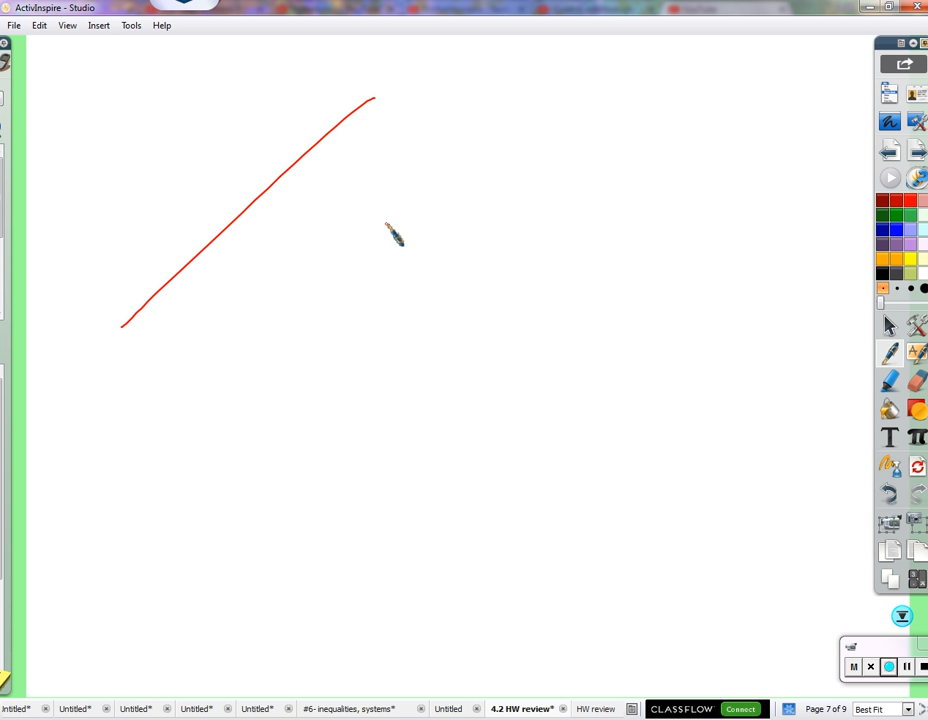 ActivInspire - Studio
File Edit View Insert Tools Help
M
Untitled* Untitled* Untitled* Untitled* Untitled* #6- inequalities, systems* Untitled 4.2 HW review* HW review CLASSFLOW Connect Page 7 of 9 Best Fit